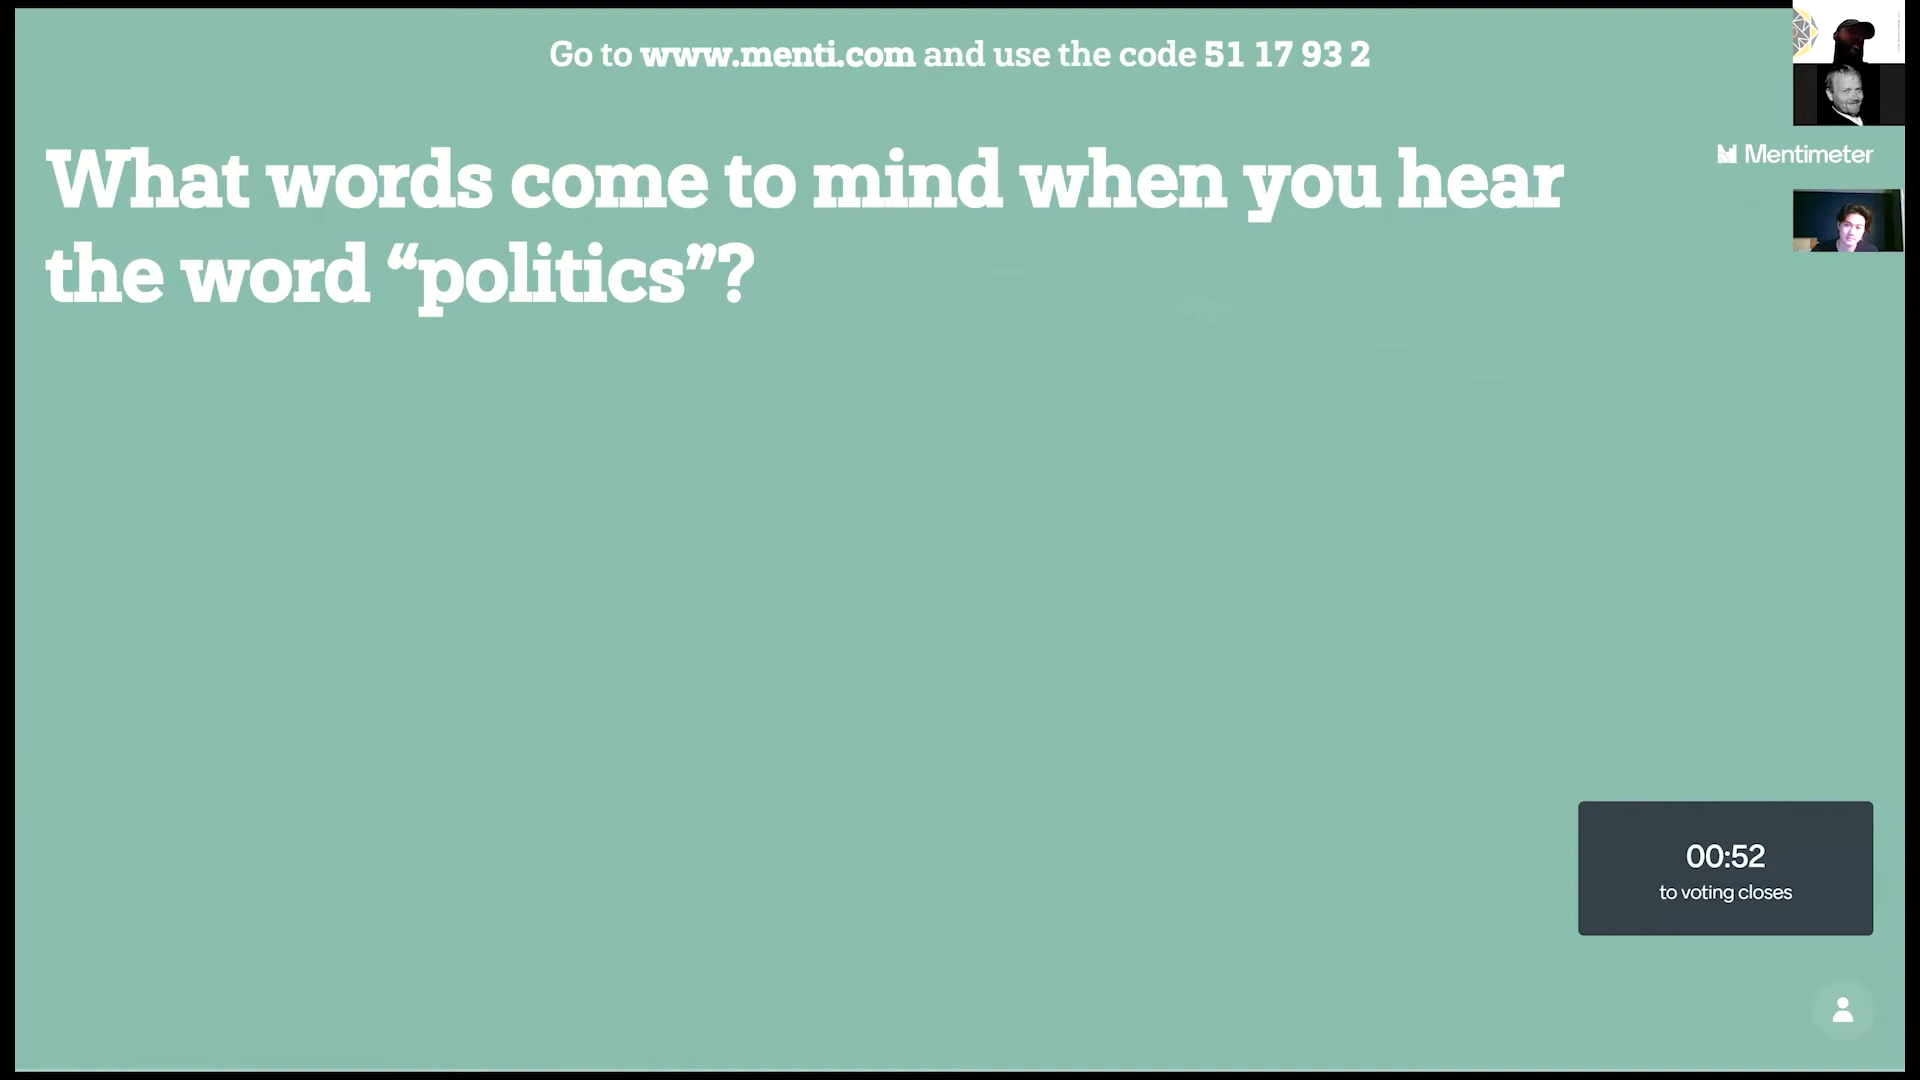 Go to www.menti.com and use the code 51 17 93 2
Mentimeter
What words come to mind when you hear
the word “politics”?
00:52
to voting closes